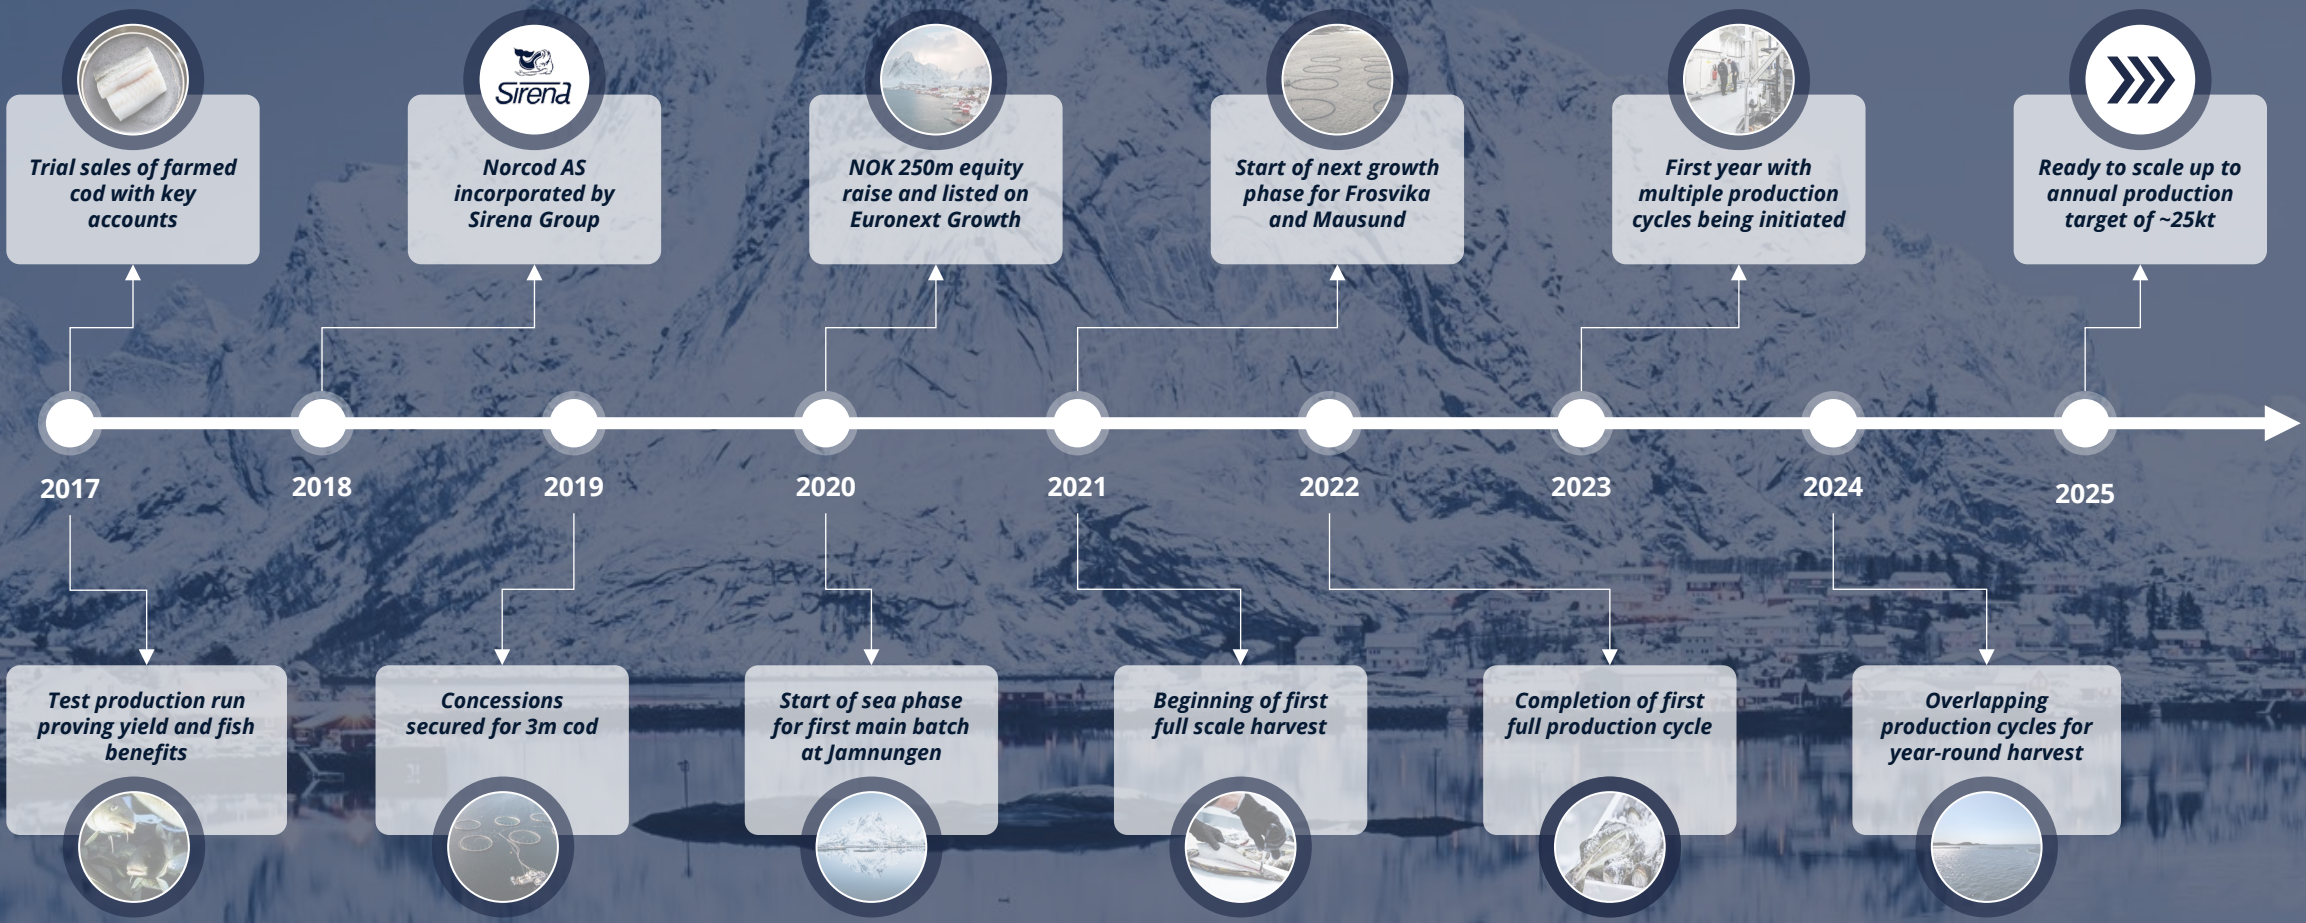 Sirena
Trial sales of farmed
cod with key
accounts
Norcod AS
incorporated by
Sirena Group
NOK 250m equity
raise and listed on
Euronext Growth
Start of next growth
phase for Frosvika
and Mausund
First year with
multiple production
cycles being initiated
Ready to scale up to
annual production
target of ~25kt
2017
2018
2019
2020
2021
2022
2023
2024
2025
Test production run
proving yield and fish
benefits
Concessions
secured for 3m cod
Start of sea phase
for first main batch
at Jamnungen
Beginning of first
full scale harvest
Completion of first
full production cycle
Overlapping
production cycles for
year-round harvest